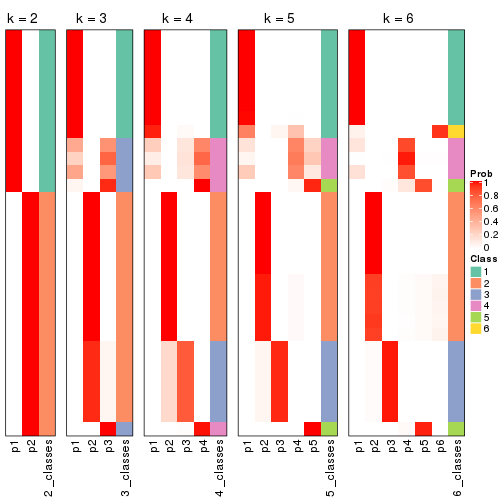 k = 2
k = 3
k = 4
k = 5
k = 6
p1
p2
2_classes
p1
p2
p3
3_classes
p1
p2
p3
p4
4_classes
p1
p2
p3
p4
p5
5_classes
p1
p2
p3
p4
p5
p6
6_classes
Prob
1
0.8
0.6
0.4
0.2
0
Class
1
2
3
4
5
6